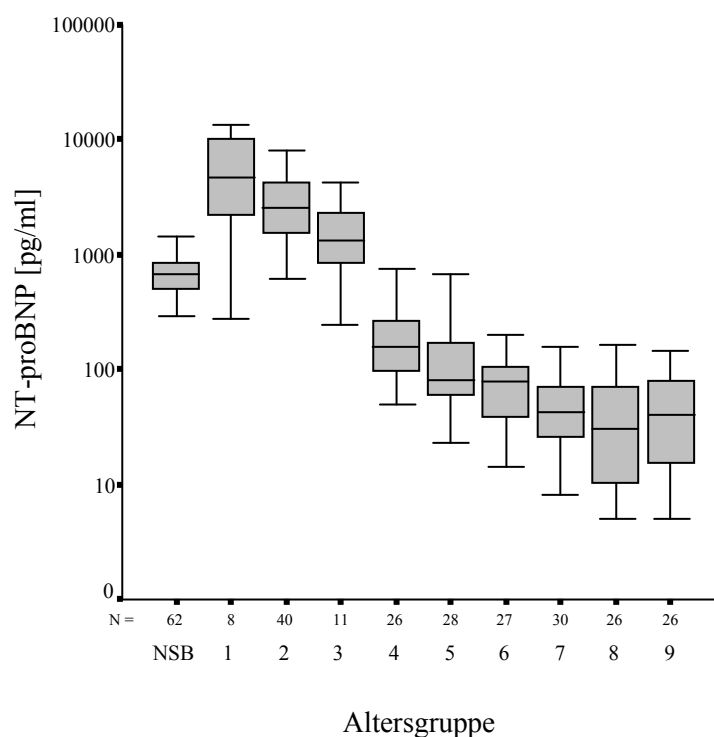 NT-proBNP [pg/ml]
100000
10000
1000
100
10
0
N = 62 8 40 11 26 28 27 30 26 26
NSB 1 2 3 4 5 6 7 8 9
Altersgruppe